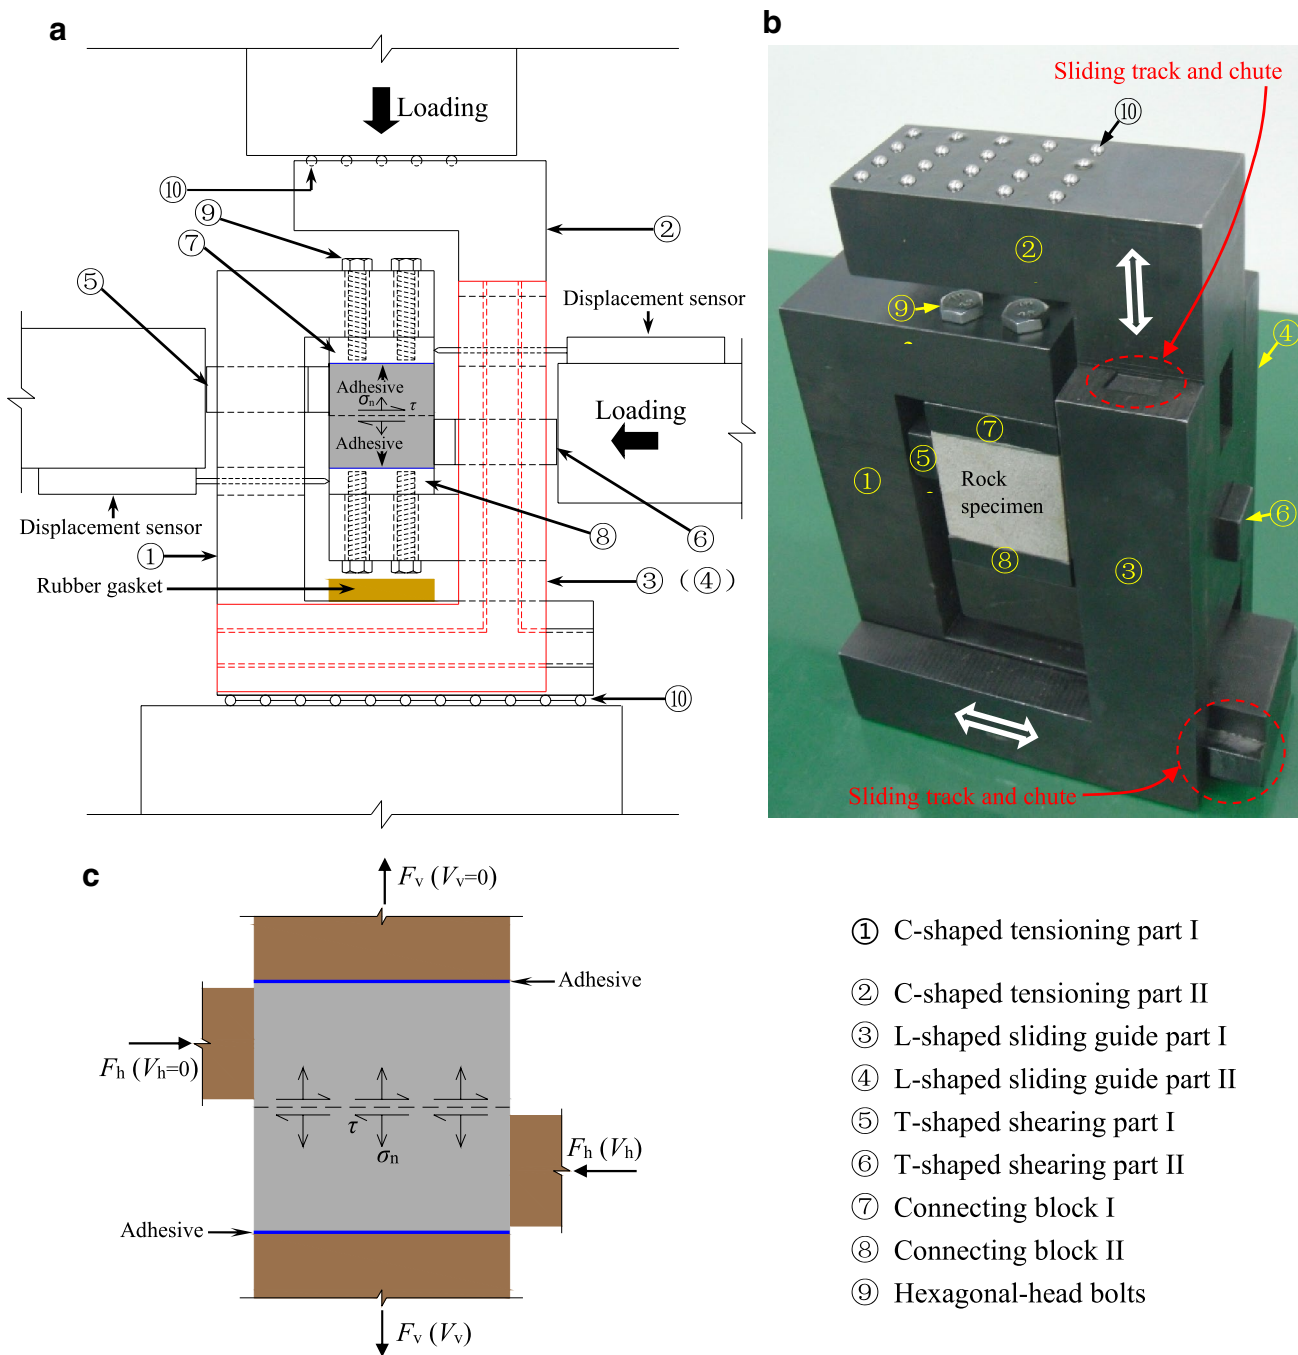 a
Loading
⑩
⑨
②
⑦
⑤
Displacement sensor
Adhesive
σn
τ
Adhesive
Loading
Displacement sensor
⑧
⑥
①
Rubber gasket
③ (④)
⑩
b
Sliding track and chute
⑩
②
⑨
④
⑦
⑤
①
Rock
specimen
⑥
⑧
③
Sliding track and chute
c
Fv (Vv=0)
Adhesive
Fh (Vh=0)
τ
σn
Fh (Vh)
Adhesive
Fv (Vv)
① C-shaped tensioning part I
② C-shaped tensioning part II
③ L-shaped sliding guide part I
④ L-shaped sliding guide part II
⑤ T-shaped shearing part I
⑥ T-shaped shearing part II
⑦ Connecting block I
⑧ Connecting block II
⑨ Hexagonal-head bolts